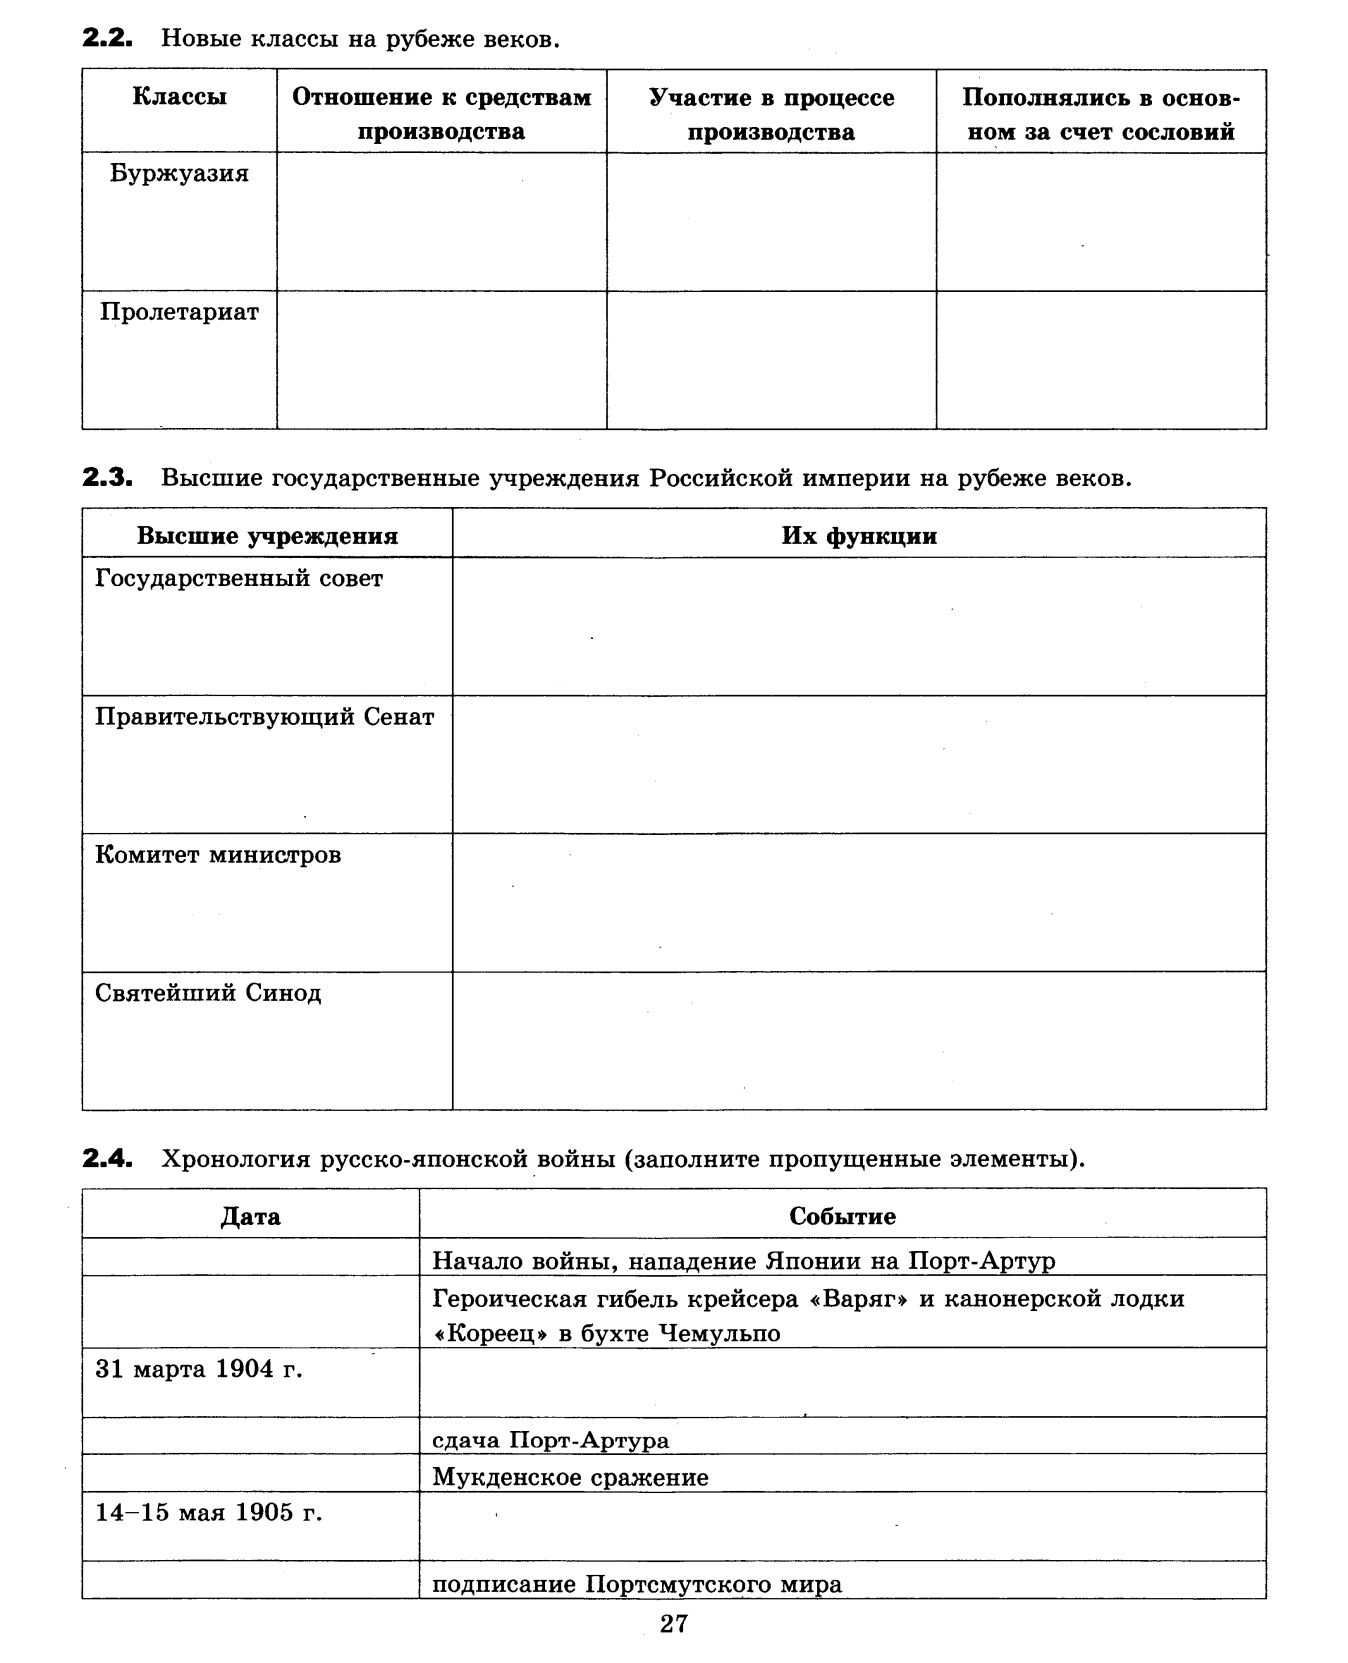 2.2. Новые классы на рубеже веков.
Классы
Отношение к средствам
производства
Участие в процессе
производства
Пополнялись в основ-
ном за счет сословий
Буржуазия
Пролетариат
2.3. Высшие государственные учреждения Российской империи на рубеже веков.
Высшие учреждения
Их функции
Государственный совет
Правительствующий Сенат
Комитет министров
Святейший Синод
2.4. Хронология русско-японской войны (заполните пропущенные элементы).
Дата
Событие
Начало войны, нападение Японии на Порт-Артур
Героическая гибель крейсера «Варяг» и канонерской лодки
«Кореец» в бухте Чемульпо
31 марта 1904 г.
сдача Порт-Артура
Мукденское сражение
14–15 мая 1905 г.
подписание Портсмутского мира
27